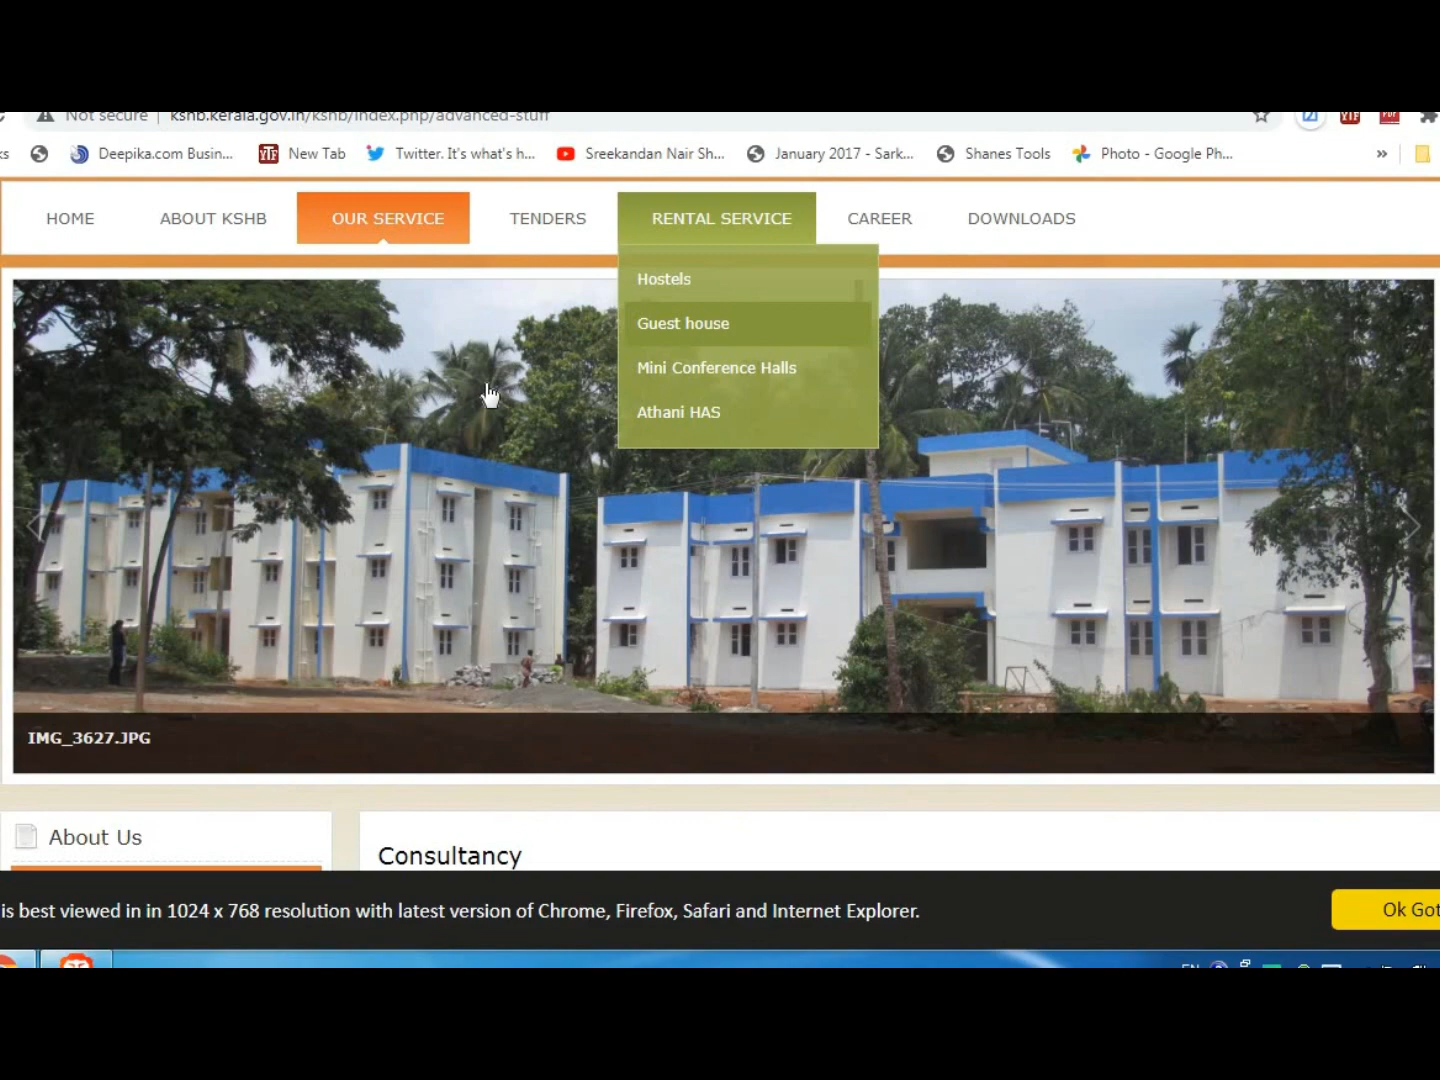 Not secure | kshb.kerala.gov.in/kshb/index.php/advanced-stuff
Deepika.com Busin... New Tab Twitter. It's what's h... Sreekandan Nair Sh... January 2017 - Sark... Shanes Tools Photo - Google Ph... »
HOME ABOUT KSHB OUR SERVICE TENDERS RENTAL SERVICE CAREER DOWNLOADS
Hostels
Guest house
Mini Conference Halls
Athani HAS
IMG_3627.JPG
About Us
Consultancy
is best viewed in in 1024 x 768 resolution with latest version of Chrome, Firefox, Safari and Internet Explorer.
Ok Got
EN